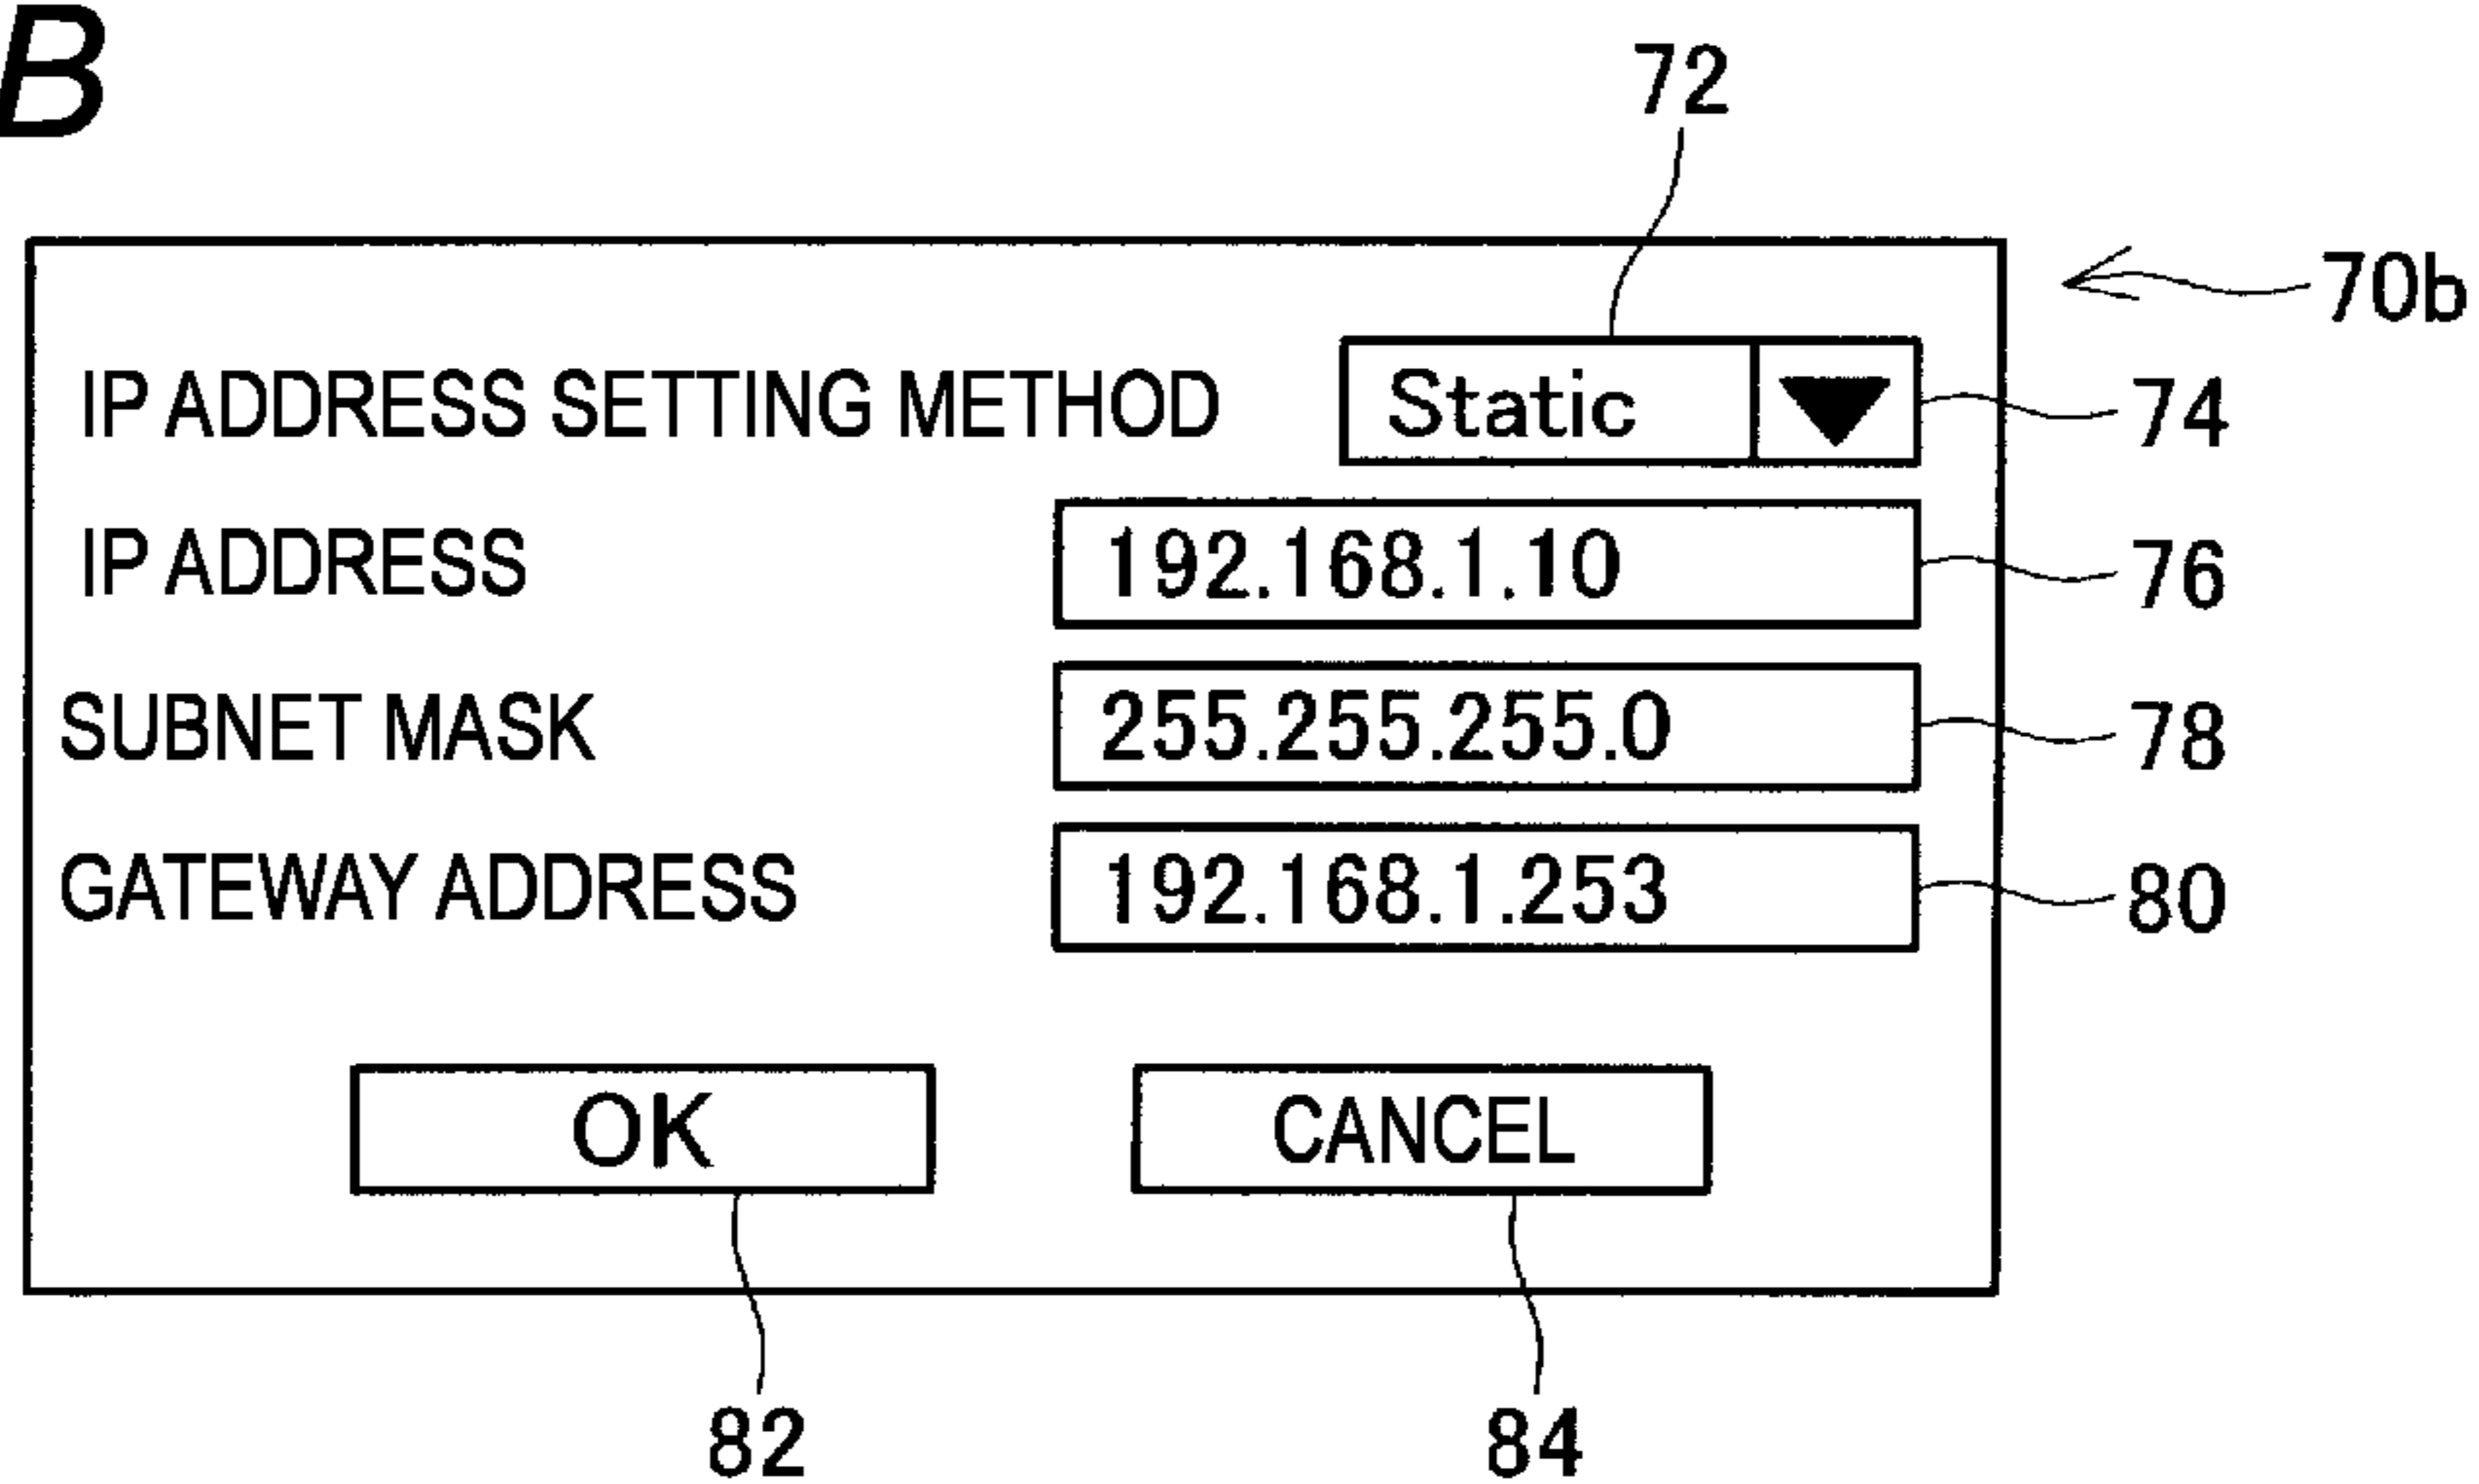 B
72
70b
IP ADDRESS SETTING METHOD Static 74
IP ADDRESS 192.168.1.10 76
SUBNET MASK 255.255.255.0 78
GATEWAY ADDRESS 192.168.1.253 80
OK CANCEL
82 84